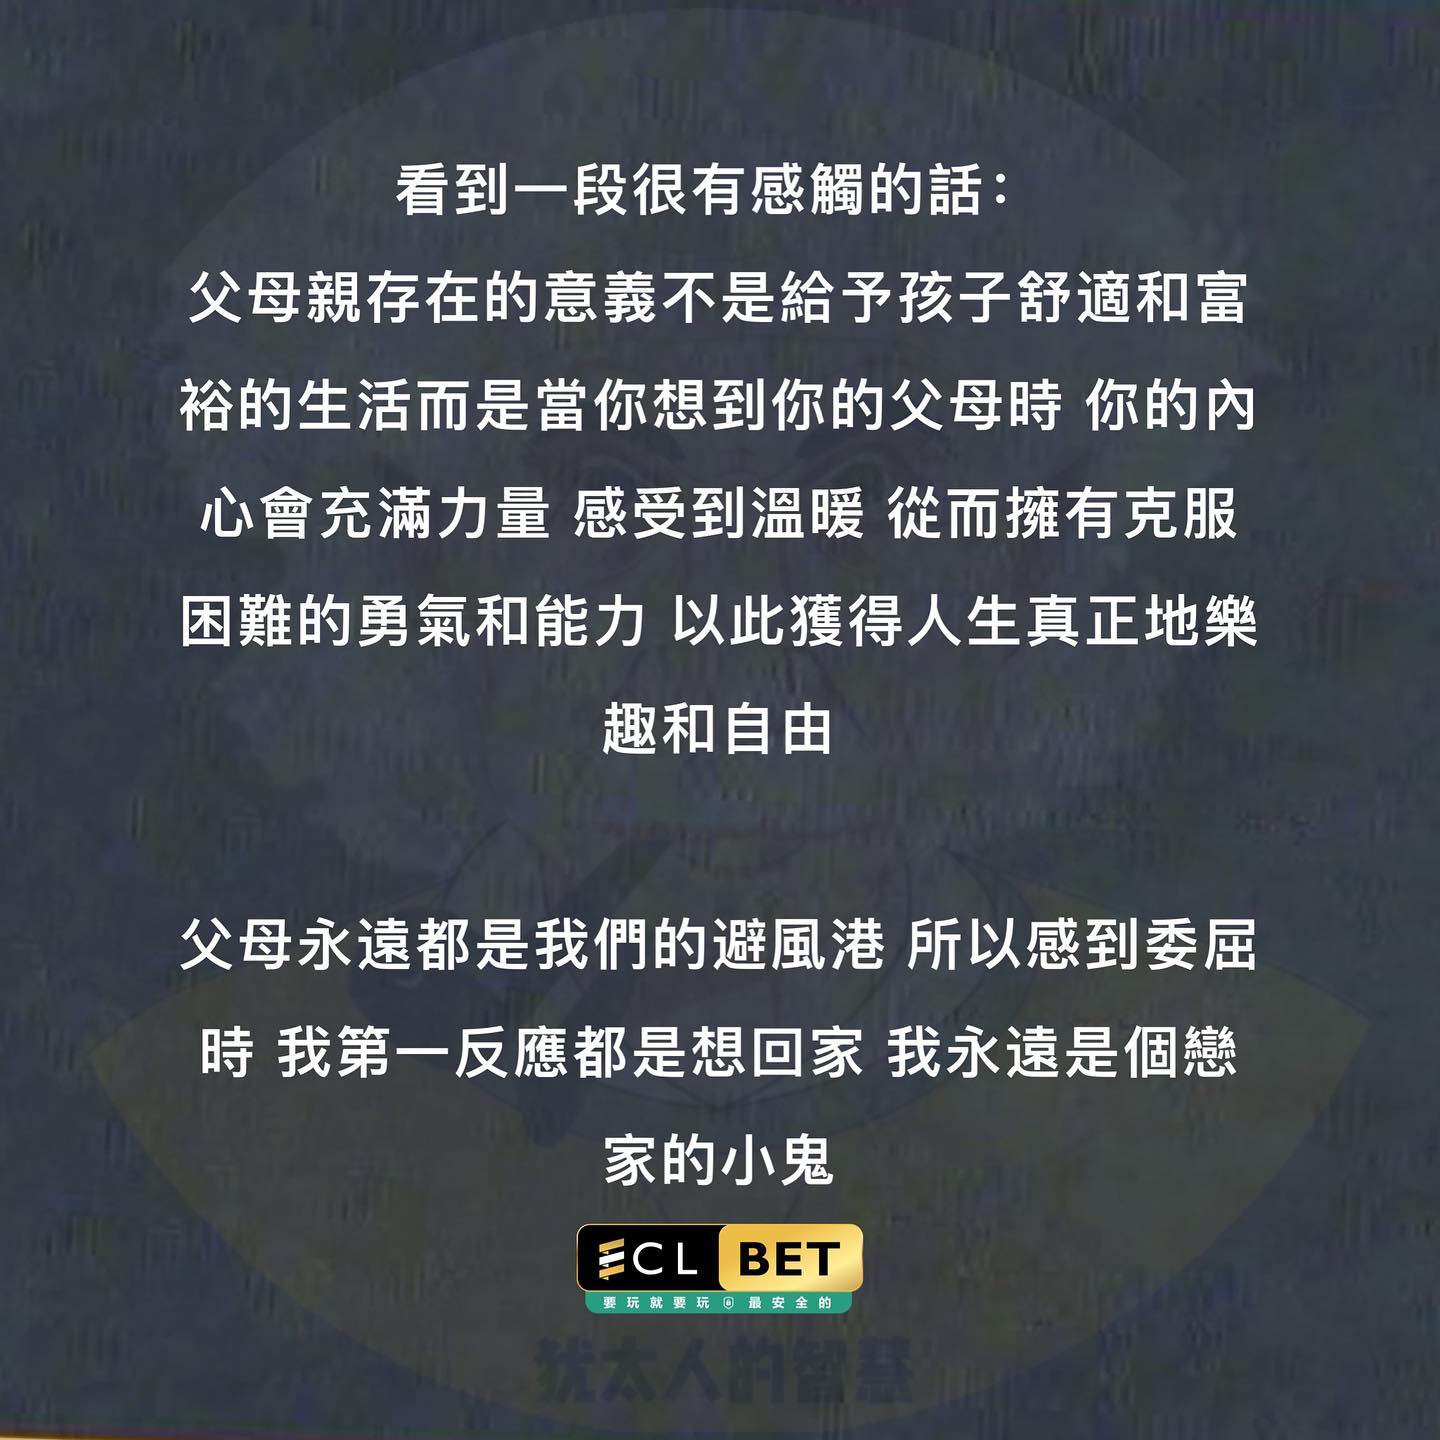 看到一段很有感觸的話：
父母親存在的意義不是給予孩子舒適和富
裕的生活而是當你想到你的父母時 你的內
心會充滿力量 感受到溫暖 從而擁有克服
困難的勇氣和能力 以此獲得人生真正地樂
趣和自由
父母永遠都是我們的避風港 所以感到委屈
時 我第一反應都是想回家 我永遠是個戀
家的小鬼
ECL BET
要玩就要玩 最安全的
犹太人的智慧